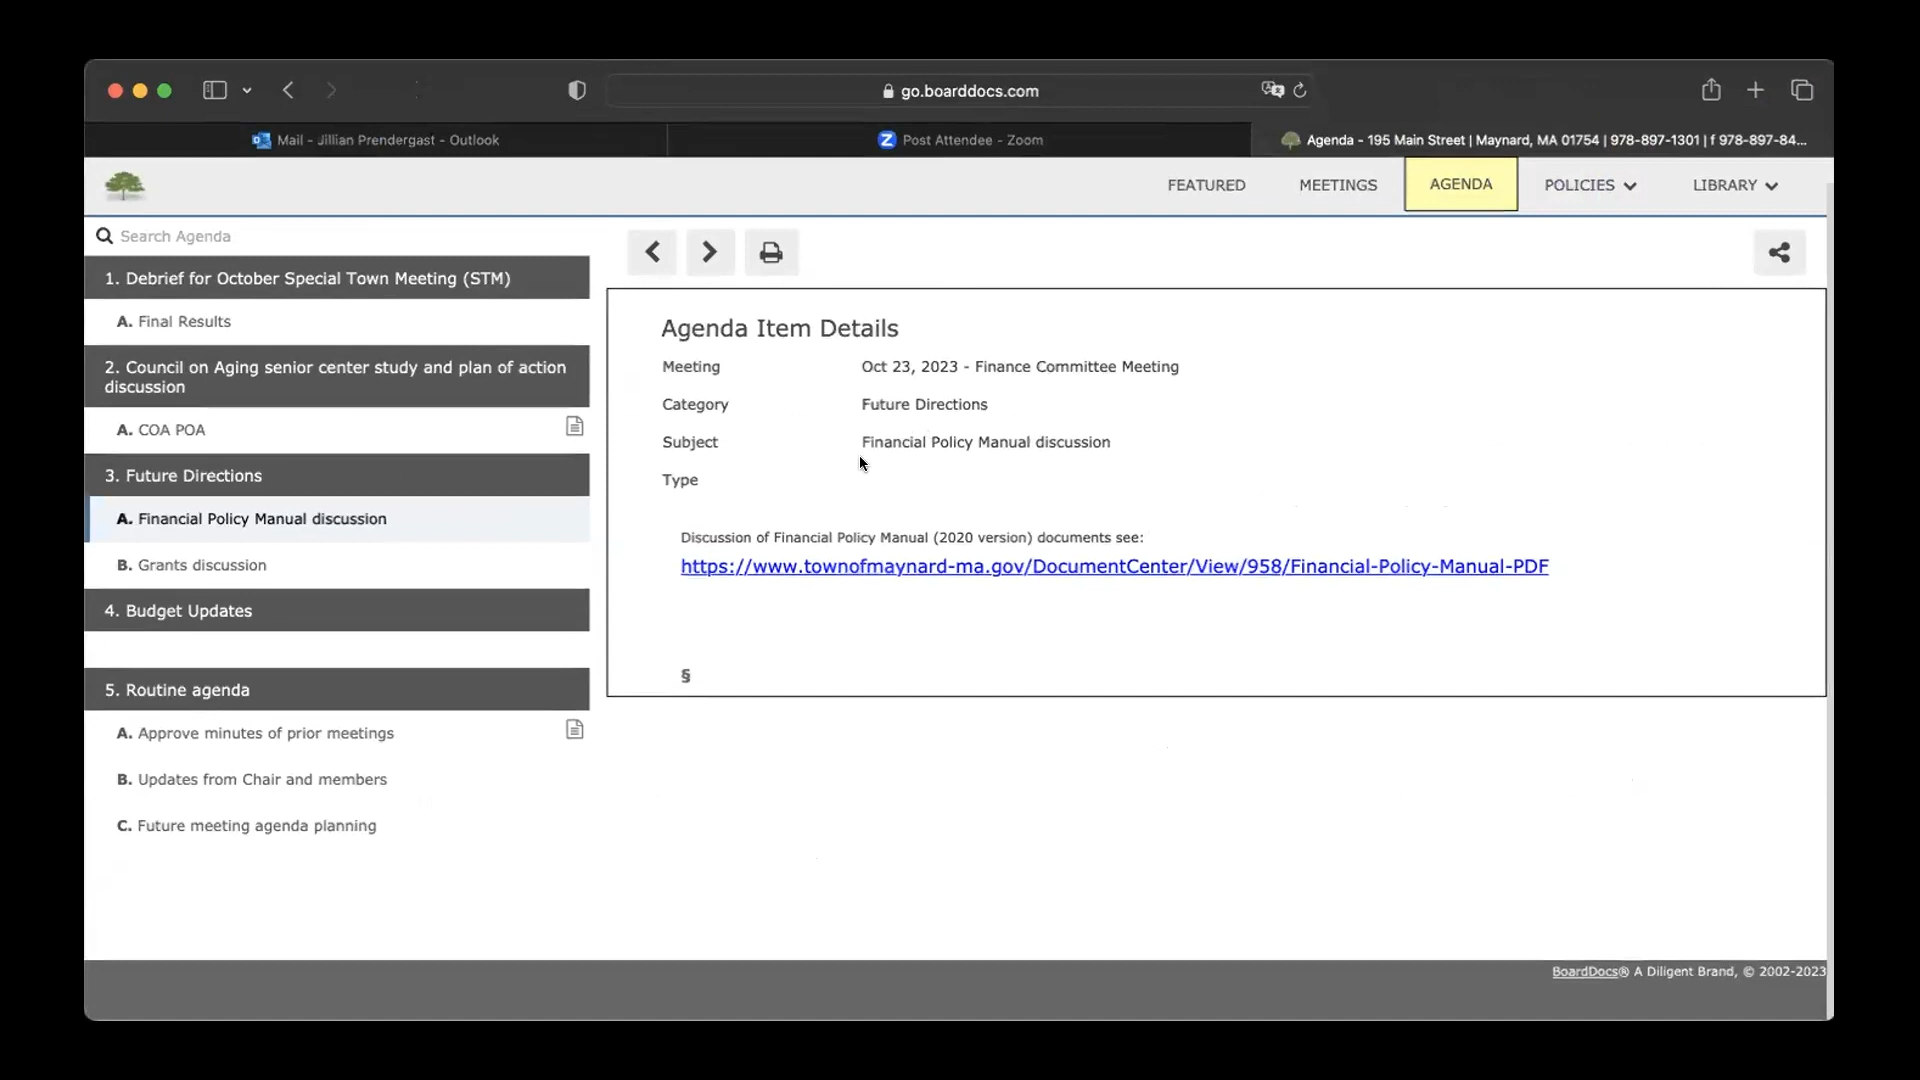 go.boarddocs.com
Mail - Jillian Prendergast - Outlook
Post Attendee - Zoom
Agenda - 195 Main Street | Maynard, MA 01754 | 978-897-1301 | f 978-897-84...
FEATURED
MEETINGS
AGENDA
POLICIES
LIBRARY
Search Agenda
1. Debrief for October Special Town Meeting (STM)
A. Final Results
2. Council on Aging senior center study and plan of action
discussion
A. COA POA
3. Future Directions
A. Financial Policy Manual discussion
B. Grants discussion
4. Budget Updates
5. Routine agenda
A. Approve minutes of prior meetings
B. Updates from Chair and members
C. Future meeting agenda planning
Agenda Item Details
Meeting Oct 23, 2023 - Finance Committee Meeting
Category Future Directions
Subject Financial Policy Manual discussion
Type
Discussion of Financial Policy Manual (2020 version) documents see:
https://www.townofmaynard-ma.gov/DocumentCenter/View/958/Financial-Policy-Manual-PDF
§
BoardDocs® A Diligent Brand, © 2002-2023